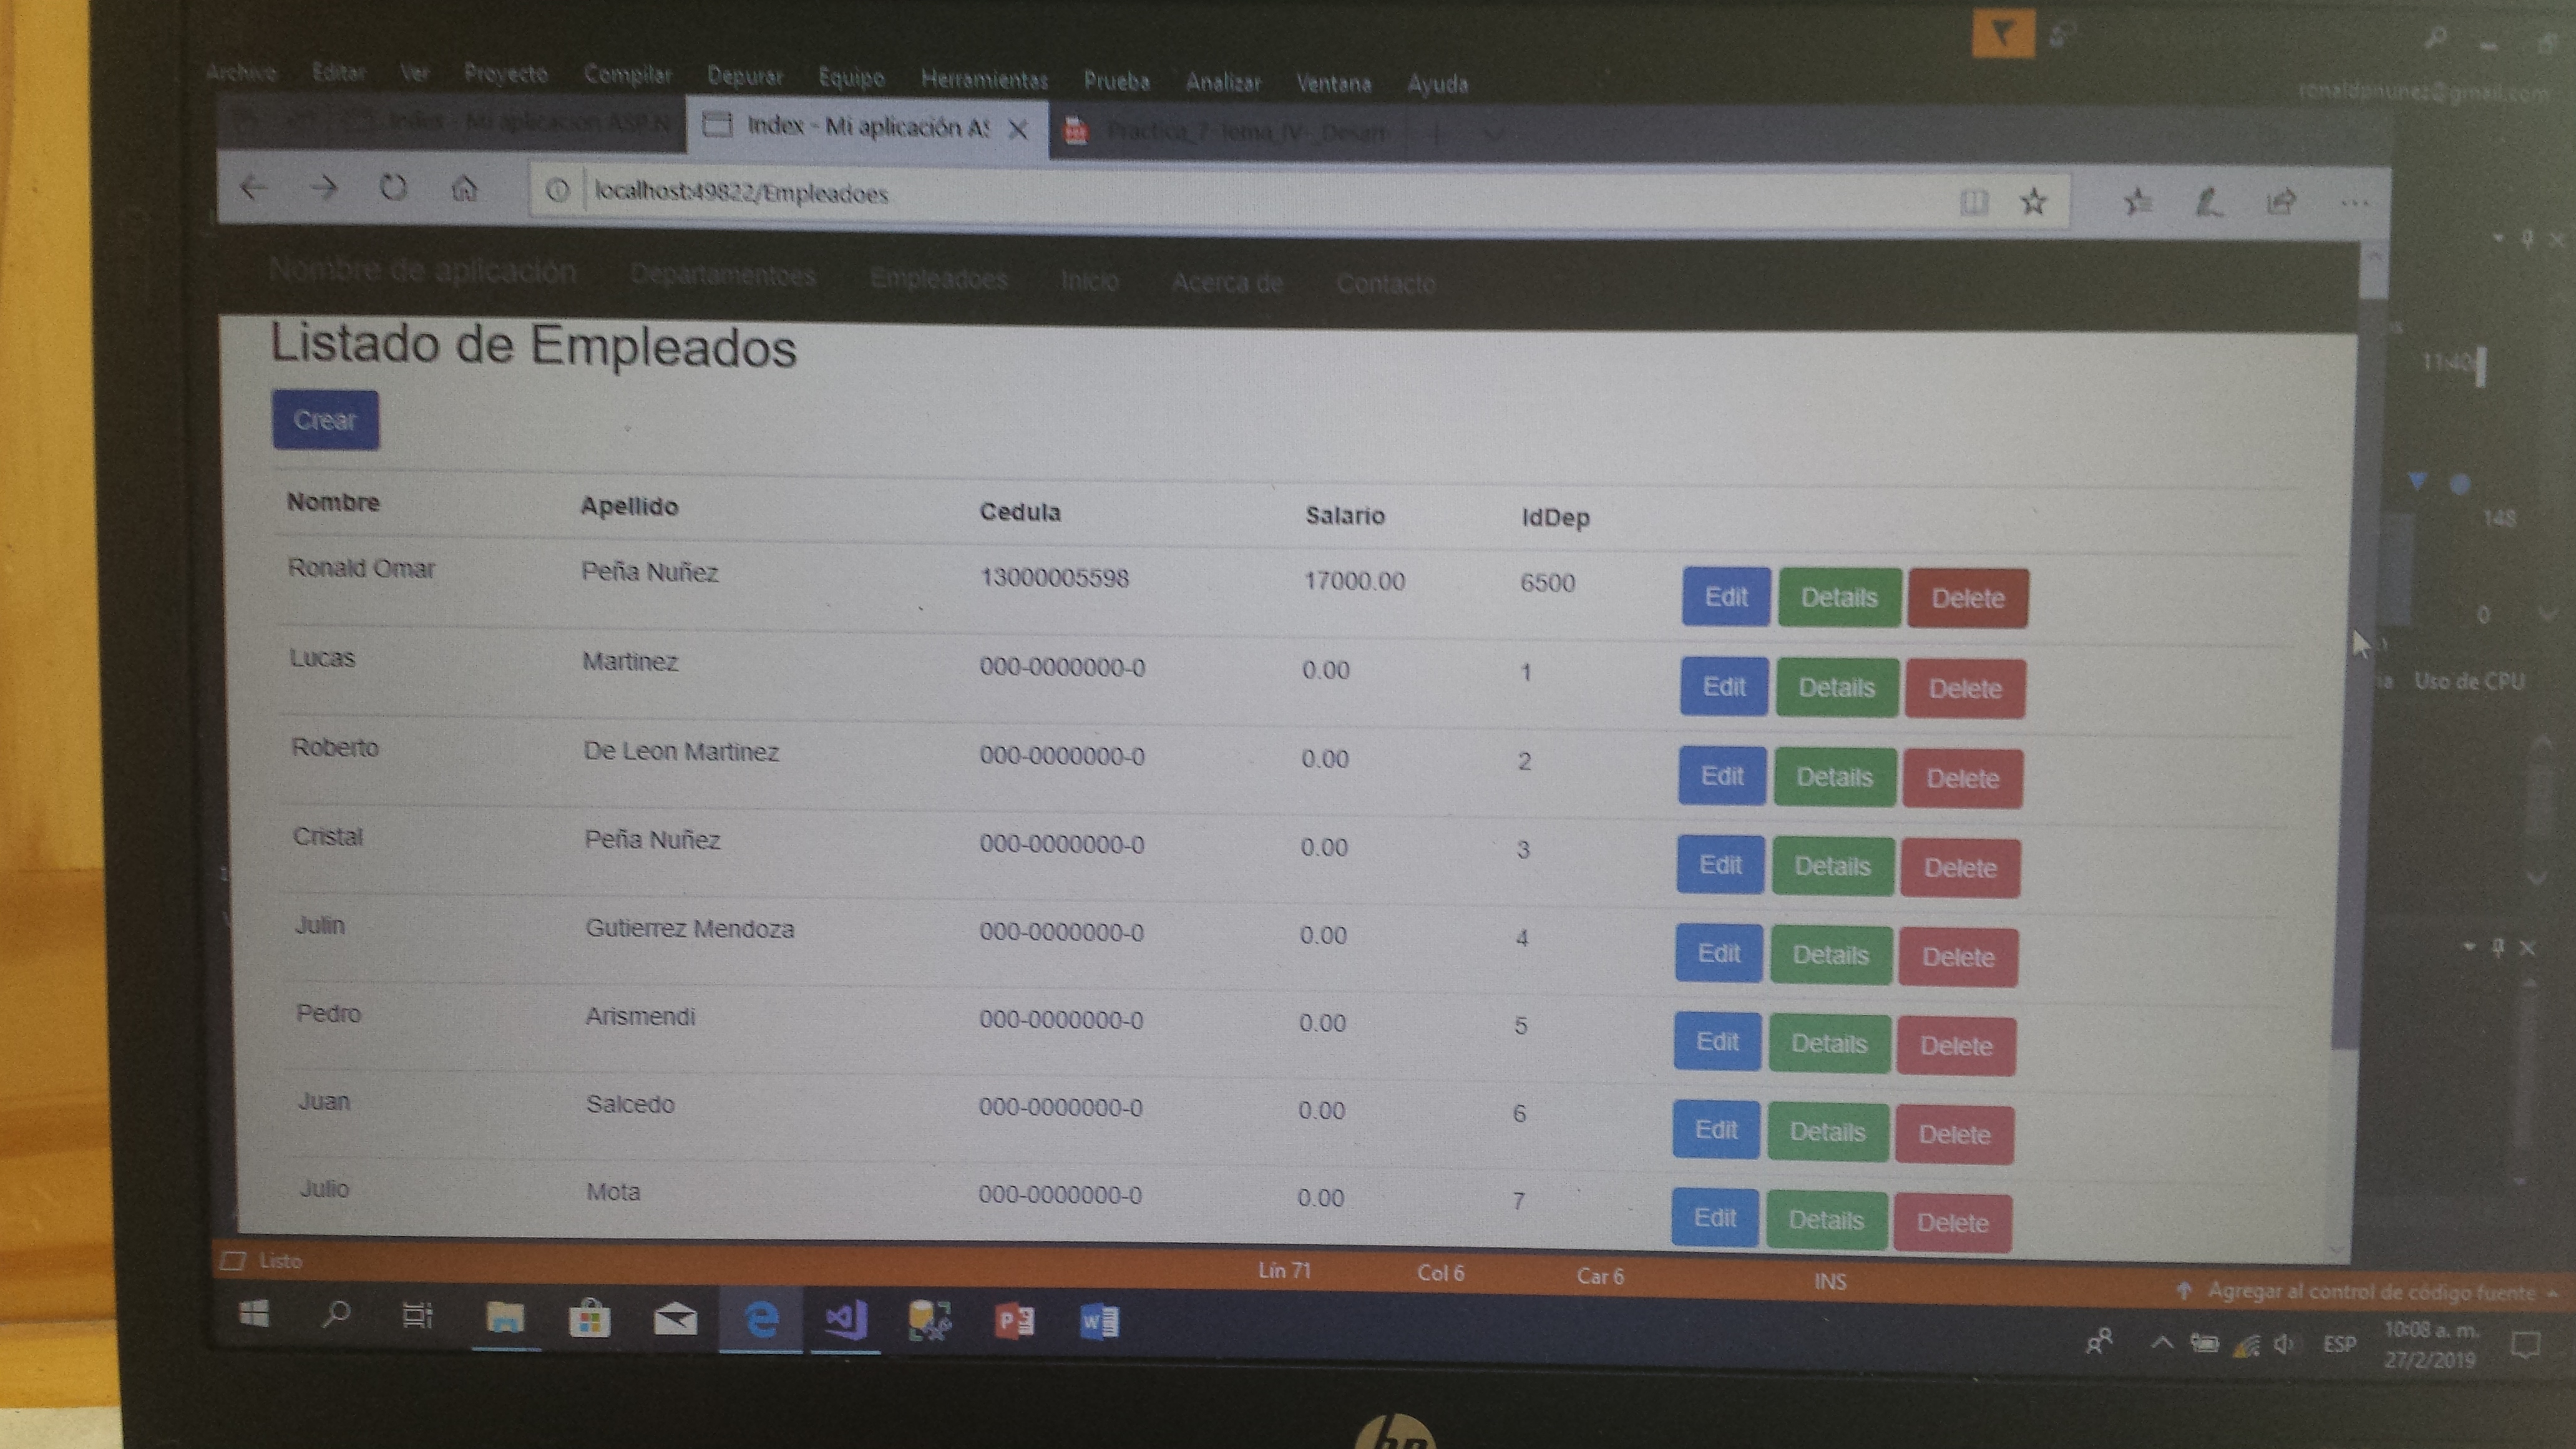 Archivo Editar Ver Proyecto Compilar Depurar Equipo Herramientas Prueba Analizar Ventana Ayuda
ronaldpnunez@gmail.com
Index - Mi aplicación ASP.N
Index - Mi aplicación AS
Practica_7-Tema_IV-_Desarr
localhost:49822/Empleadoes
Nombre de aplicación Departamentoes Empleadoes Inicio Acerca de Contacto
Listado de Empleados
Crear
Nombre Apellido Cedula Salario IdDep
Ronald Omar Peña Nuñez 13000005598 17000.00 6500 Edit Details Delete
Lucas Martinez 000-0000000-0 0.00 1 Edit Details Delete
Roberto De Leon Martinez 000-0000000-0 0.00 2 Edit Details Delete
Cristal Peña Nuñez 000-0000000-0 0.00 3 Edit Details Delete
Julin Gutierrez Mendoza 000-0000000-0 0.00 4 Edit Details Delete
Pedro Arismendi 000-0000000-0 0.00 5 Edit Details Delete
Juan Salcedo 000-0000000-0 0.00 6 Edit Details Delete
Julio Mota 000-0000000-0 0.00 7 Edit Details Delete
11:40
148
0
Uso de CPU
Listo Lín 71 Col 6 Car 6 INS Agregar al control de código fuente
ESP
10:08 a. m.
27/2/2019
hp